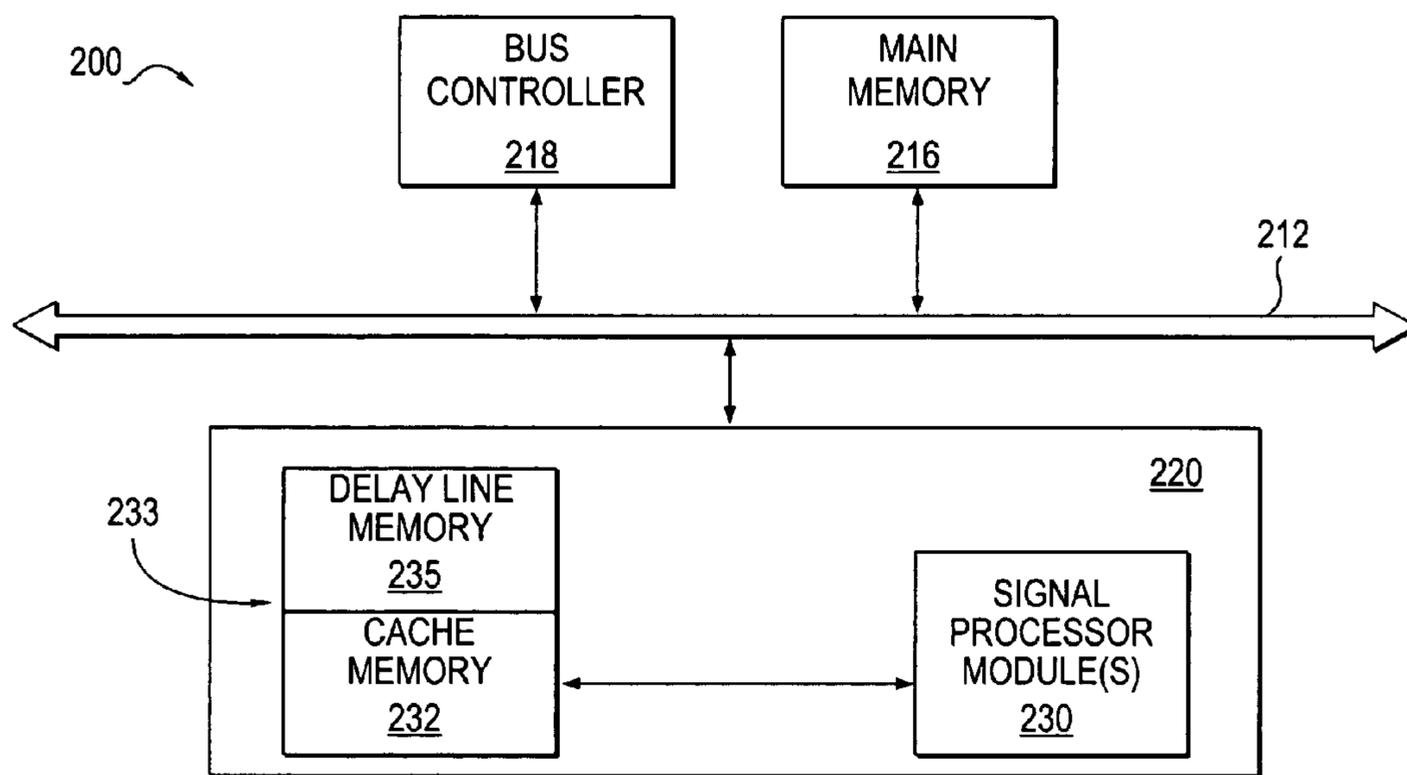 200
BUS
CONTROLLER
218
MAIN
MEMORY
216
212
220
233
DELAY LINE
MEMORY
235
CACHE
MEMORY
232
SIGNAL
PROCESSOR
MODULE(S)
230